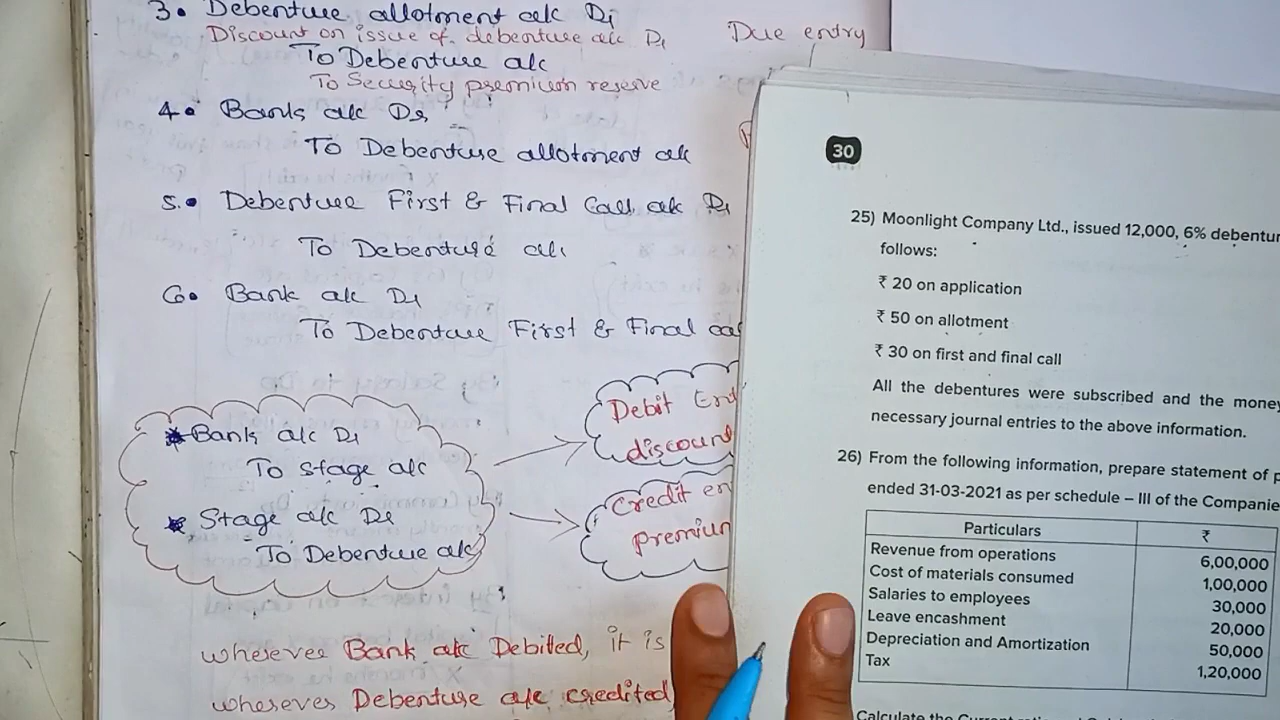 3. Debenture allotment a/c Dr
Discount on issue of debenture a/c Dr Due entry
To Debenture a/c
To Security premium reserve
4. Bank a/c Dr
To Debenture allotment a/c
5. Debenture First & Final Call a/c Dr
To Debenture a/c
6. Bank a/c Dr
To Debenture First & Final ca
Bank a/c Dr
To Stage a/c
Stage a/c Dr
To Debenture a/c
Debit
discount
Credit en
premium
wherever Bank a/c Debited, it is
wherever Debenture a/c credited
30
25) Moonlight Company Ltd., issued 12,000, 6% debentur
follows:
₹ 20 on application
₹ 50 on allotment
₹ 30 on first and final call
All the debentures were subscribed and the money
necessary journal entries to the above information.
26) From the following information, prepare statement of p
ended 31-03-2021 as per schedule – III of the Companie
Particulars ₹
Revenue from operations 6,00,000
Cost of materials consumed 1,00,000
Salaries to employees 30,000
Leave encashment 20,000
Depreciation and Amortization 50,000
Tax 1,20,000
Calculate the Current